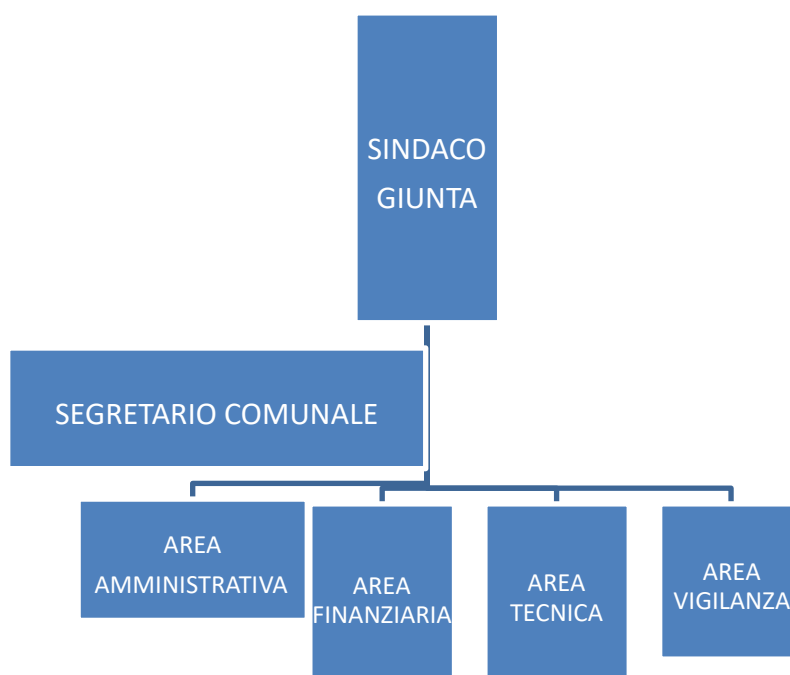 SINDACO
GIUNTA
SEGRETARIO COMUNALE
AREA
AMMINISTRATIVA
AREA
FINANZIARIA
AREA
TECNICA
AREA
VIGILANZA